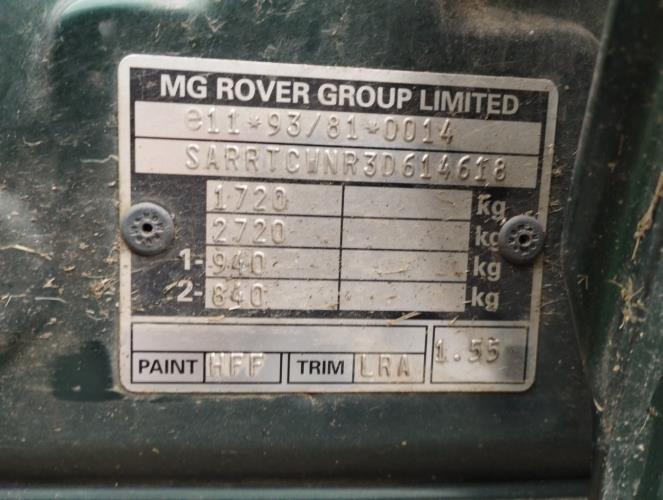 MG ROVER GROUP LIMITED
e11*93/81*0014
SARRTCWNR3D614618
1720 kg
2720 kg
1- 940 kg
2- 840 kg
PAINT HFF TRIM LRA 1.55